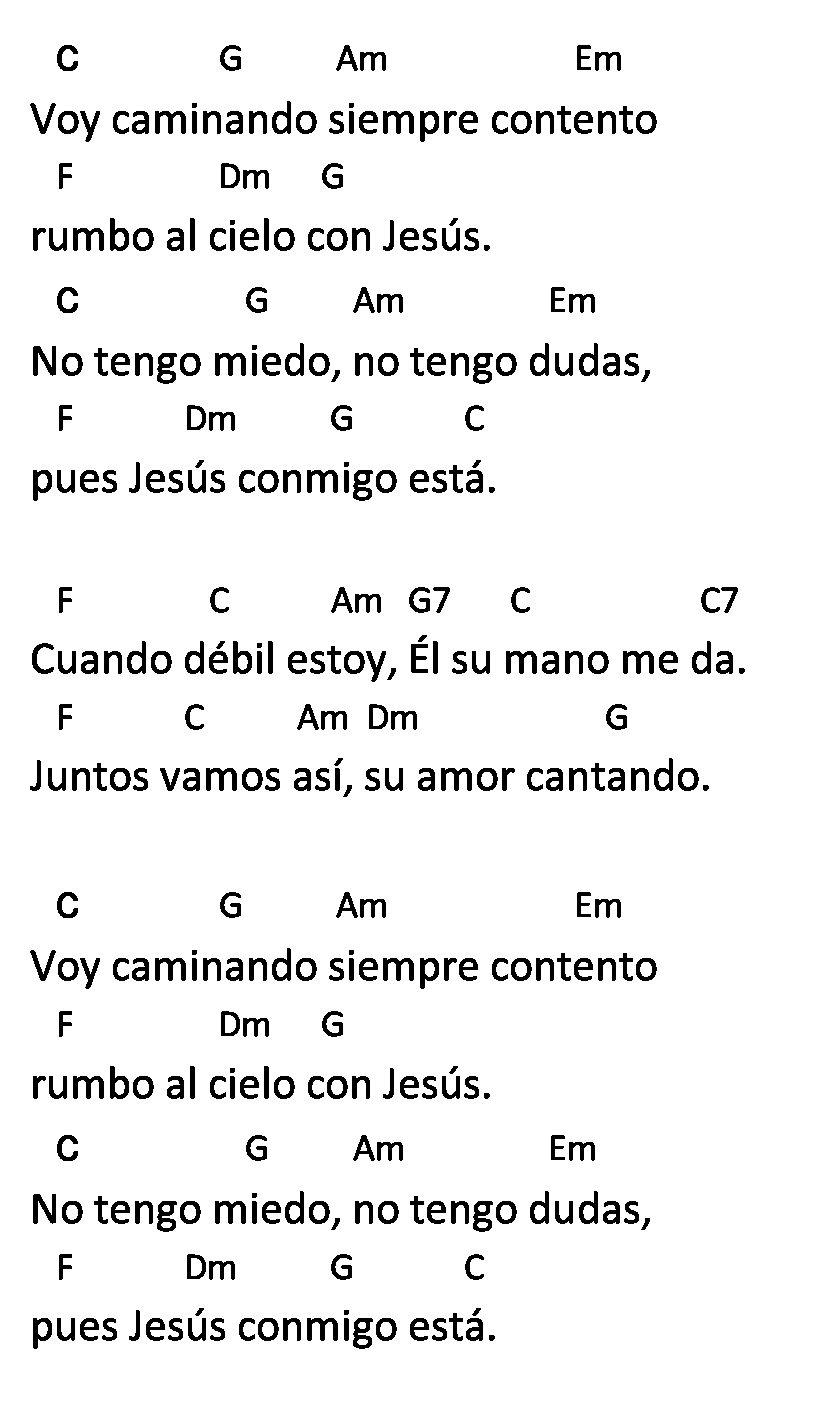 C G Am Em
Voy caminando siempre contento
F Dm G
rumbo al cielo con Jesús.
C G Am Em
No tengo miedo, no tengo dudas,
F Dm G C
pues Jesús conmigo está.
F C Am G7 C C7
Cuando débil estoy, Él su mano me da.
F C Am Dm G
Juntos vamos así, su amor cantando.
C G Am Em
Voy caminando siempre contento
F Dm G
rumbo al cielo con Jesús.
C G Am Em
No tengo miedo, no tengo dudas,
F Dm G C
pues Jesús conmigo está.